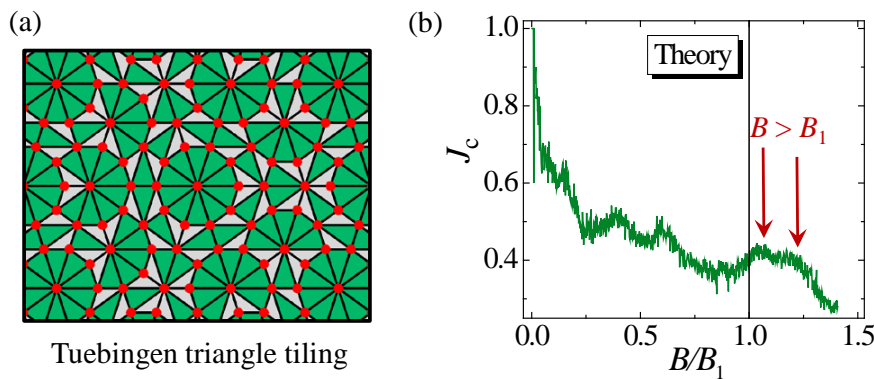 (a)
Tuebingen triangle tiling
(b)
Theory
B > B₁
J_c
1.0
0.8
0.6
0.4
0.0
0.5
1.0
1.5
B/B₁